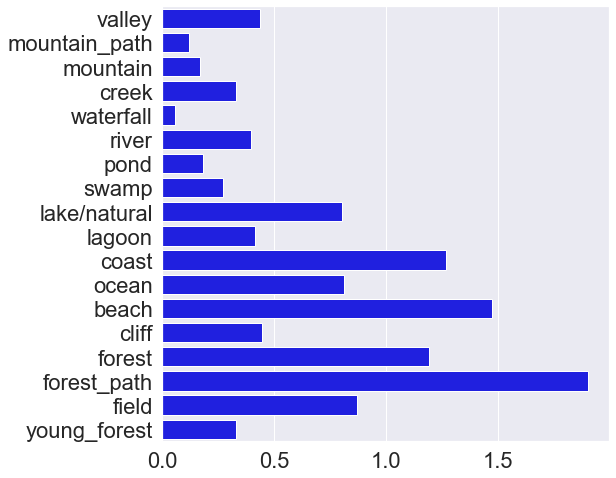 valley
mountain_path
mountain
creek
waterfall
river
pond
swamp
lake/natural
lagoon
coast
ocean
beach
cliff
forest
forest_path
field
young_forest
0.0 0.5 1.0 1.5